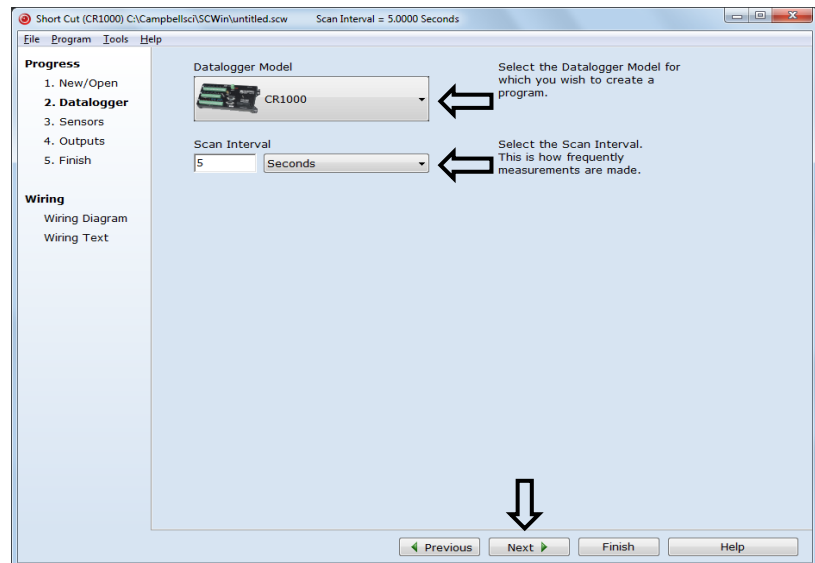 Short Cut (CR1000) C:\Campbellsci\SCWin\untitled.scw Scan Interval = 5.0000 Seconds
File Program Tools Help
Progress
1. New/Open
2. Datalogger
3. Sensors
4. Outputs
5. Finish
Wiring
Wiring Diagram
Wiring Text
Datalogger Model
CR1000
Select the Datalogger Model for
which you wish to create a
program.
Scan Interval
5 Seconds
Select the Scan Interval.
This is how frequently
measurements are made.
Previous Next Finish Help